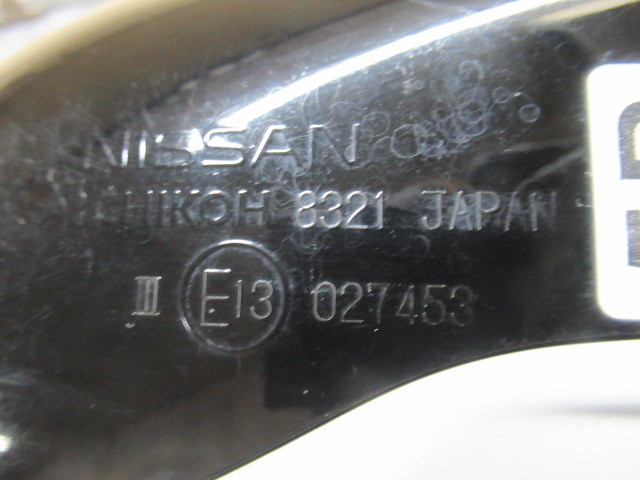 NISSAN
ICHIKOH 8321 JAPAN
III E13 027453